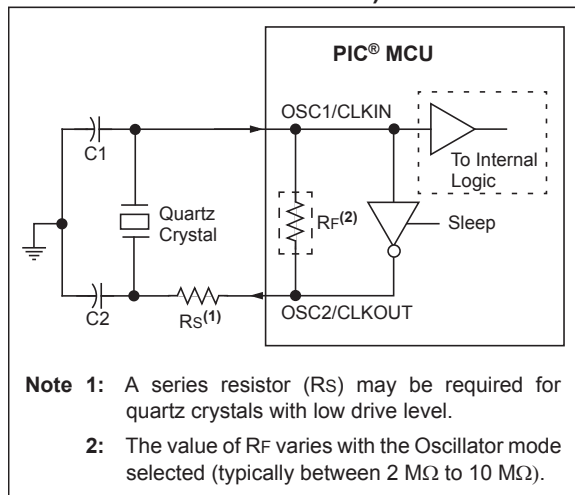 PIC® MCU
OSC1/CLKIN
C1
To Internal
Logic
Quartz
Crystal
RF(2)
Sleep
C2
RS(1)
OSC2/CLKOUT
Note 1: A series resistor (RS) may be required for
quartz crystals with low drive level.
2: The value of RF varies with the Oscillator mode
selected (typically between 2 MΩ to 10 MΩ).